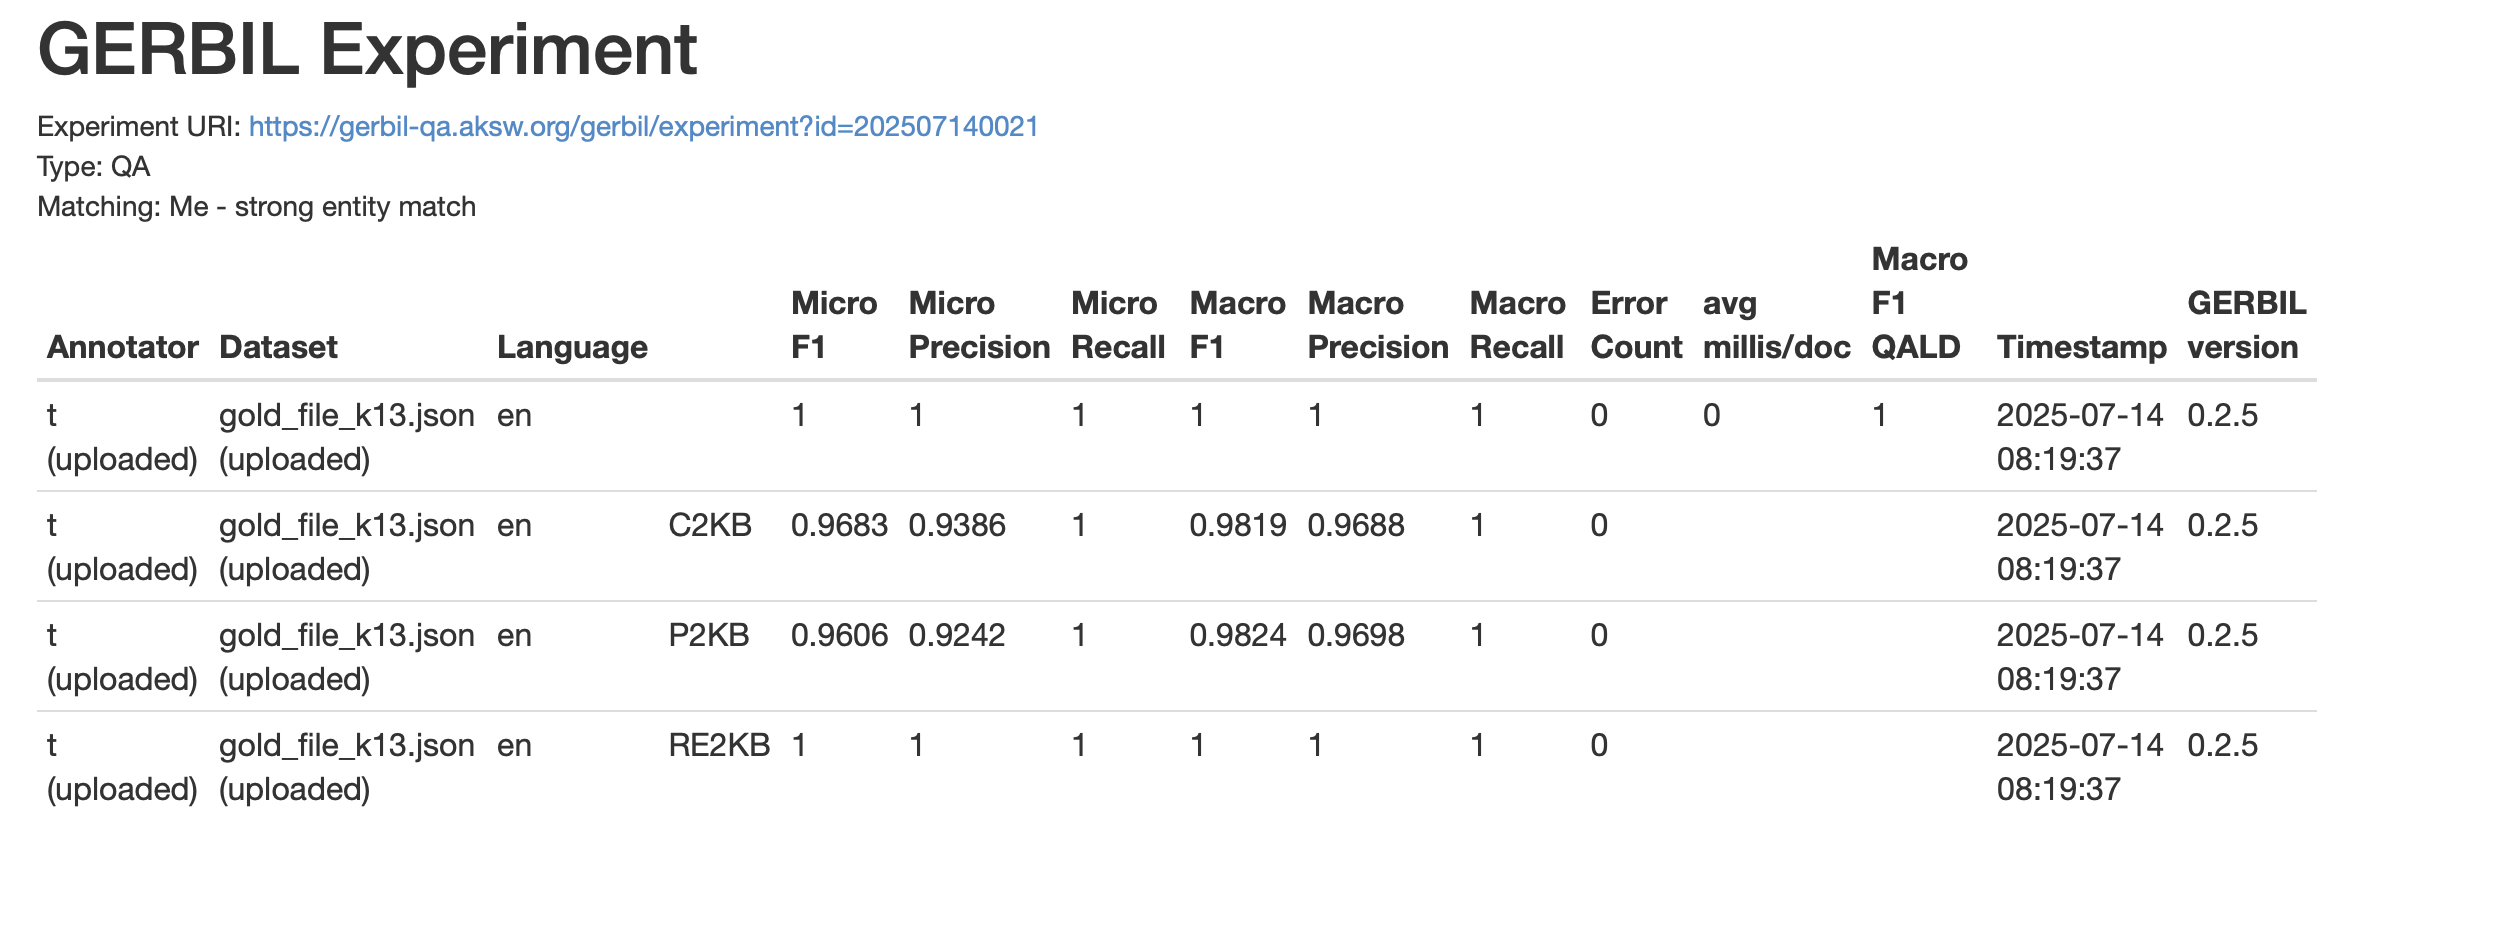 GERBIL Experiment
Experiment URI: https://gerbil-qa.aksw.org/gerbil/experiment?id=202507140021
Type: QA
Matching: Me - strong entity match
Annotator Dataset Language Micro F1 Micro Precision Micro Recall Macro F1 Macro Precision Macro Recall Error Count avg millis/doc Macro F1 QALD Timestamp GERBIL version
t (uploaded) gold_file_k13.json (uploaded) en 1 1 1 1 1 1 0 0 1 2025-07-14 08:19:37 0.2.5
t (uploaded) gold_file_k13.json (uploaded) en C2KB 0.9683 0.9386 1 0.9819 0.9688 1 0 2025-07-14 08:19:37 0.2.5
t (uploaded) gold_file_k13.json (uploaded) en P2KB 0.9606 0.9242 1 0.9824 0.9698 1 0 2025-07-14 08:19:37 0.2.5
t (uploaded) gold_file_k13.json (uploaded) en RE2KB 1 1 1 1 1 1 0 2025-07-14 08:19:37 0.2.5